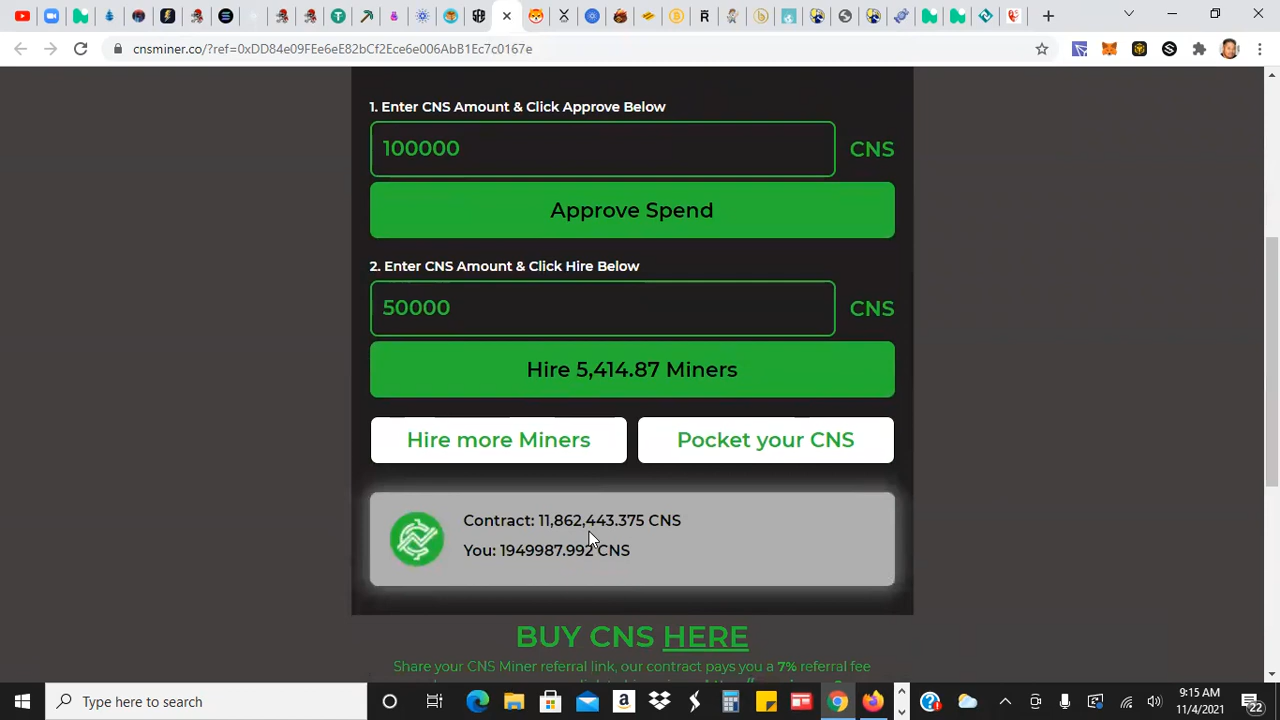 cnsminer.co/?ref=0xDD84e09FEe6eE82bCf2Ece6e006AbB1Ec7c0167e
1. Enter CNS Amount & Click Approve Below
100000
CNS
Approve Spend
2. Enter CNS Amount & Click Hire Below
50000
CNS
Hire 5,414.87 Miners
Hire more Miners
Pocket your CNS
Contract: 11,862,443.375 CNS
You: 1949987.992 CNS
BUY CNS HERE
Share your CNS Miner referral link, our contract pays you a 7% referral fee
Type here to search
9:15 AM
11/4/2021
22